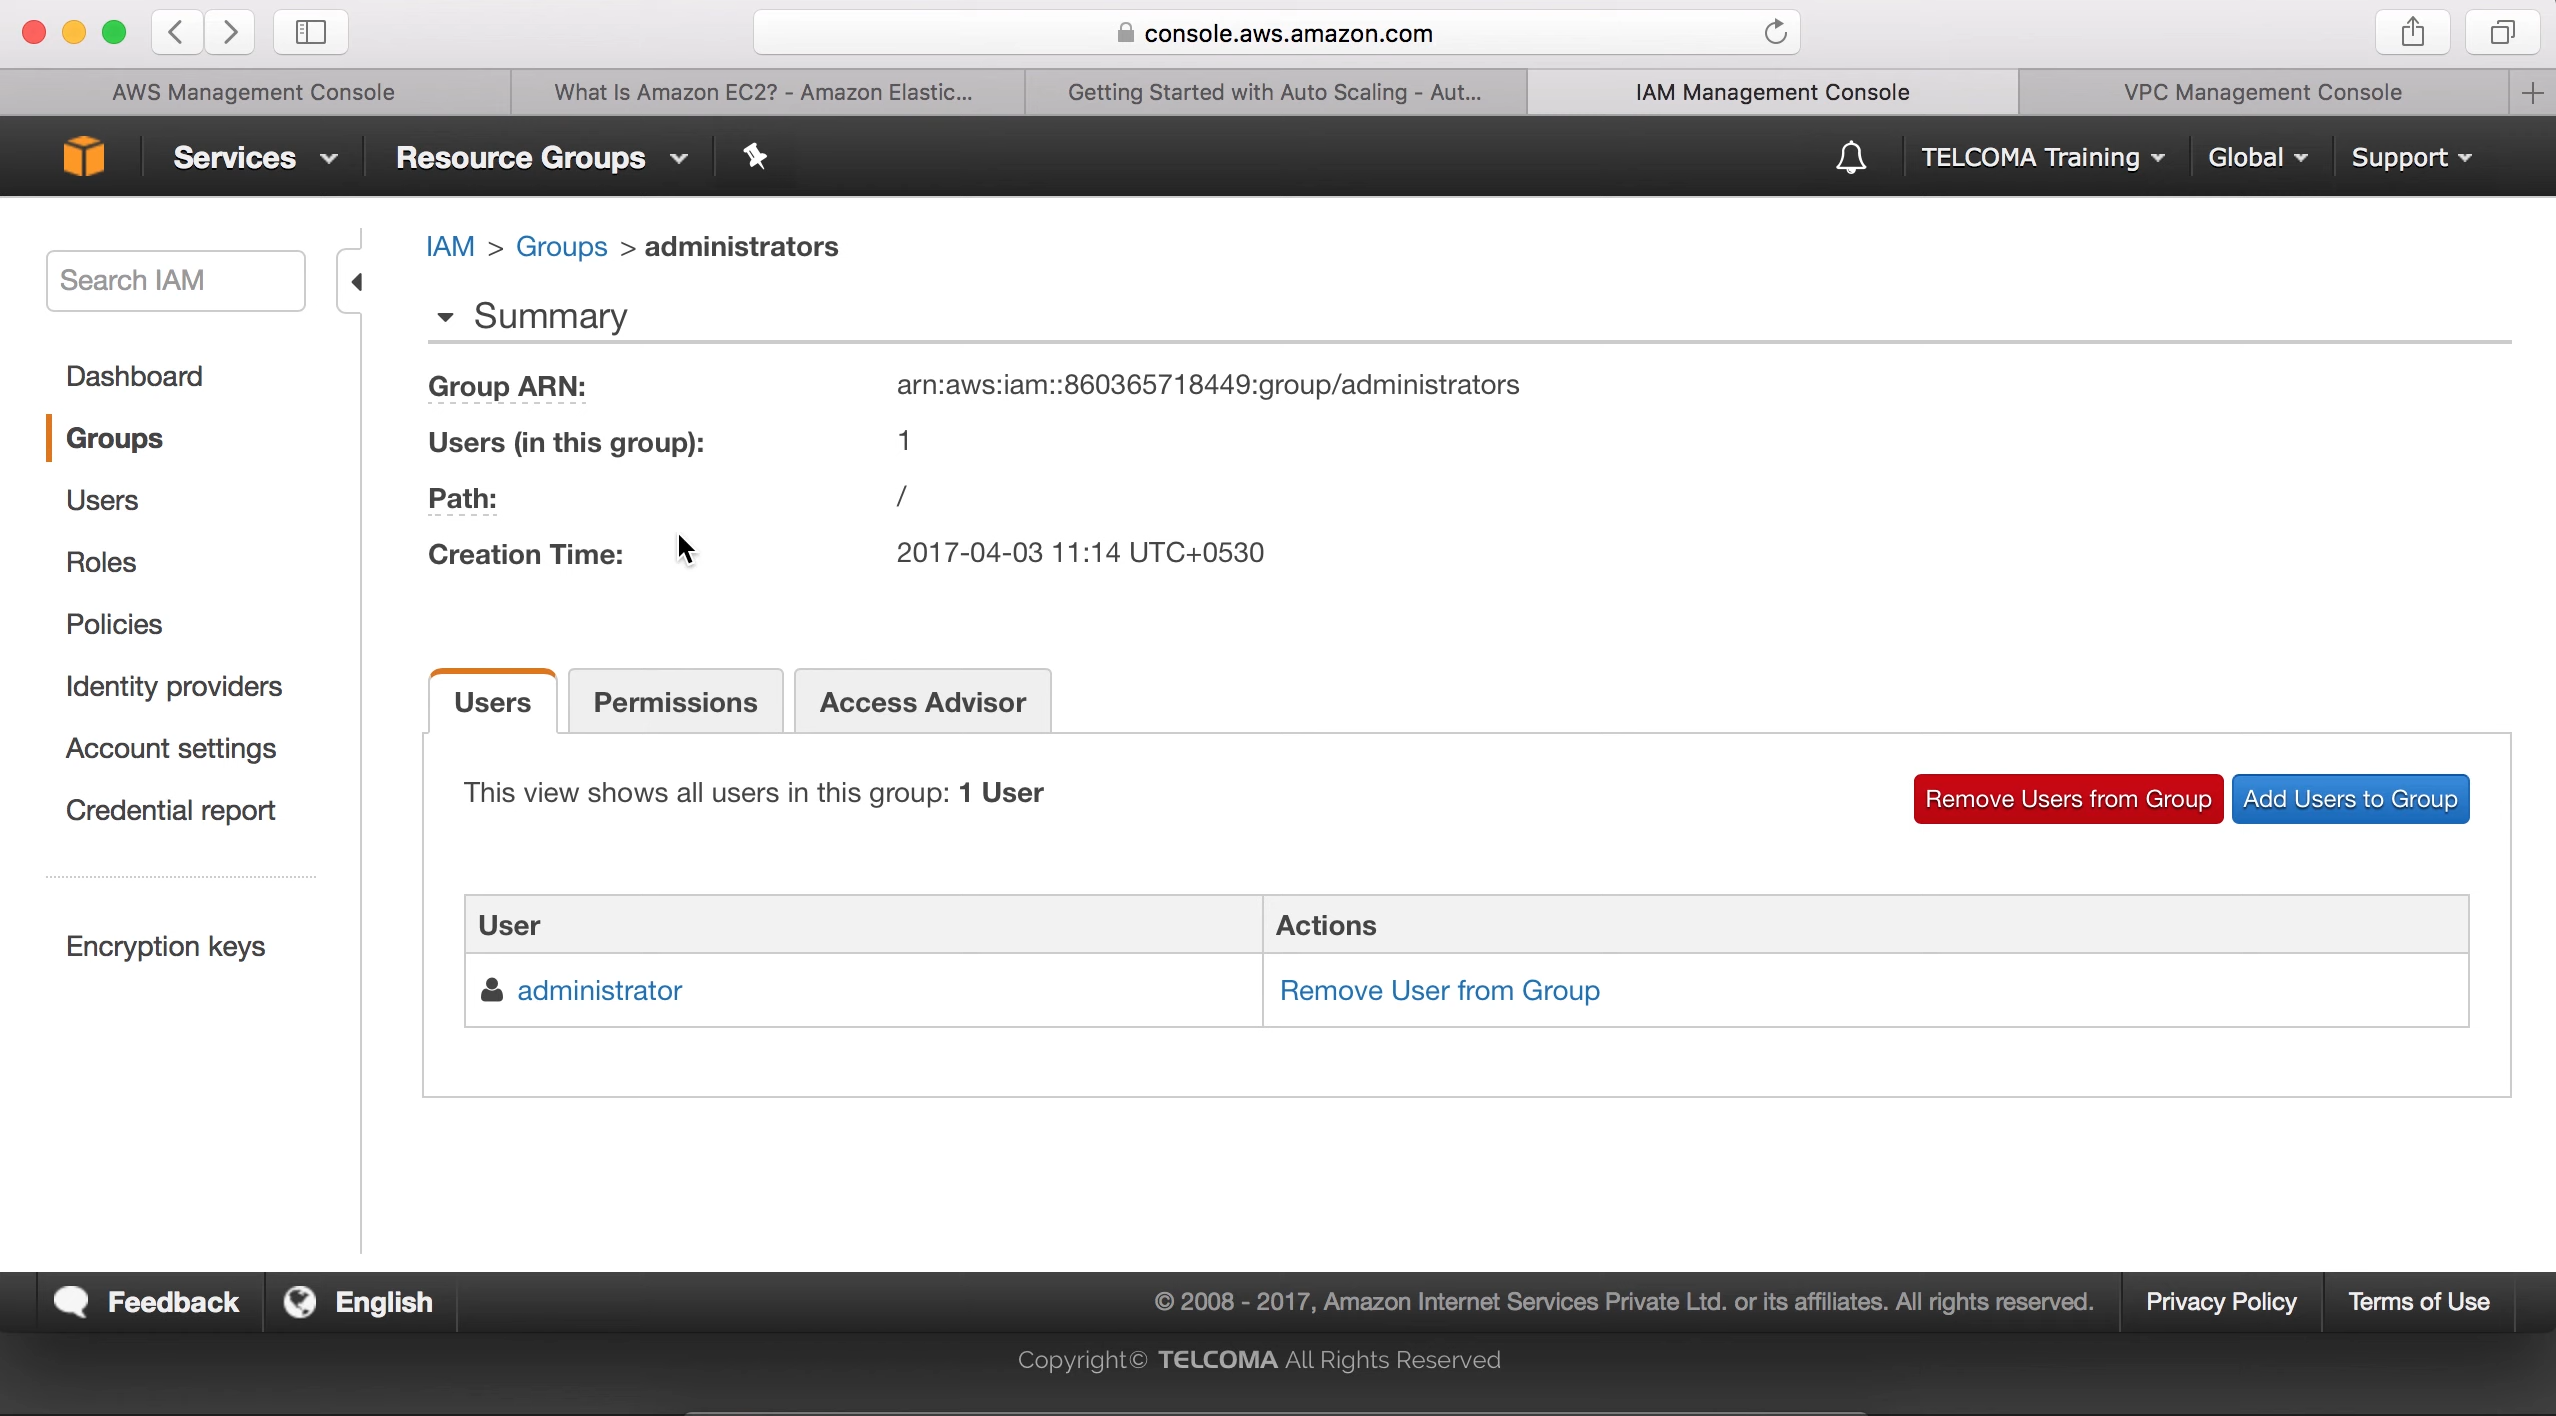 console.aws.amazon.com
AWS Management Console
What Is Amazon EC2? - Amazon Elastic...
Getting Started with Auto Scaling - Aut...
IAM Management Console
VPC Management Console
Services
Resource Groups
TELCOMA Training
Global
Support
Search IAM
Dashboard
Groups
Users
Roles
Policies
Identity providers
Account settings
Credential report
Encryption keys
IAM > Groups > administrators
Summary
Group ARN: arn:aws:iam::860365718449:group/administrators
Users (in this group): 1
Path: /
Creation Time: 2017-04-03 11:14 UTC+0530
Users
Permissions
Access Advisor
This view shows all users in this group: 1 User
Remove Users from Group
Add Users to Group
User Actions
administrator Remove User from Group
Feedback
English
© 2008 - 2017, Amazon Internet Services Private Ltd. or its affiliates. All rights reserved.
Privacy Policy
Terms of Use
Copyright© TELCOMA All Rights Reserved